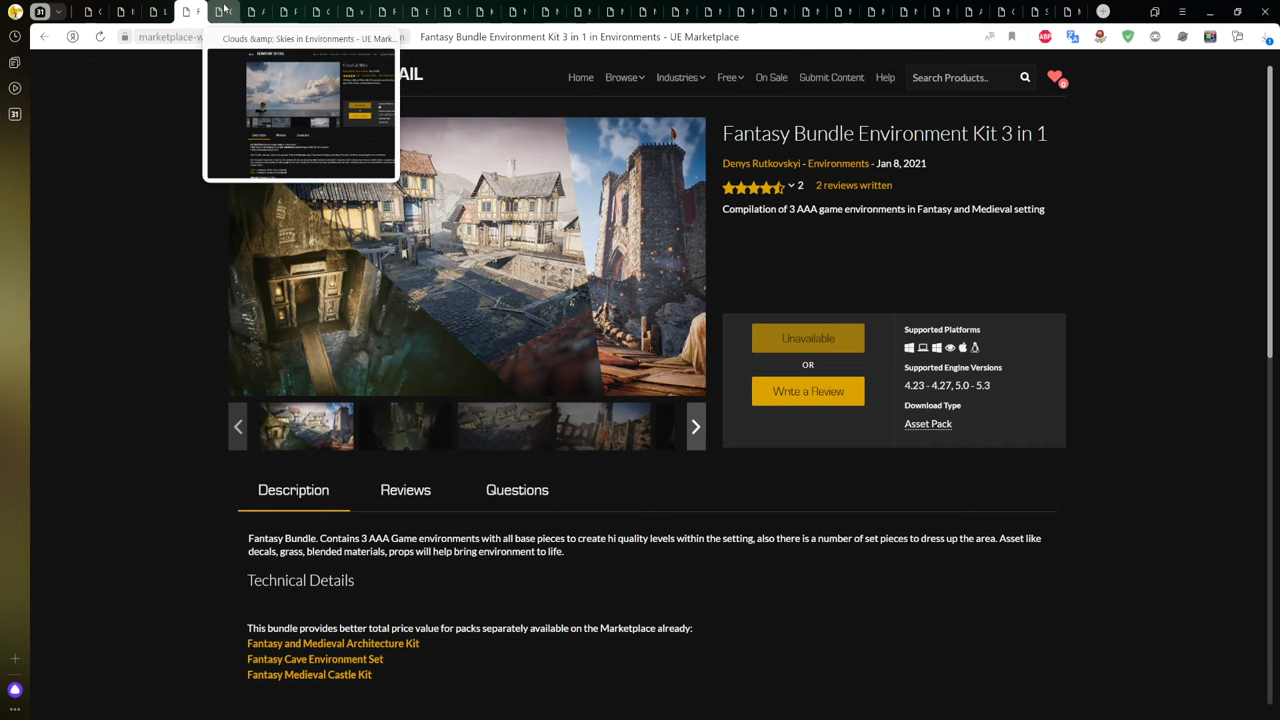 31
F
Clouds &amp; Skies in Environments - UE Mark...
marketplace-w
Fantasy Bundle Environment Kit 3 in 1 in Environments - UE Marketplace
ABP
31
Home Browse Industries Free On Sale Support Content Help Search Products..
0
Fantasy Bundle Environment Kit 3 in 1
Denys Rutkovskyi - Environments - Jan 8, 2021
2 2 reviews written
Compilation of 3 AAA game environments in Fantasy and Medieval setting
Unavailable
OR
Write a Review
Supported Platforms
Supported Engine Versions
4.23 - 4.27, 5.0 - 5.3
Download Type
Asset Pack
Description Reviews Questions
Fantasy Bundle. Contains 3 AAA Game environments with all base pieces to create hi quality levels within the setting, also there is a number of set pieces to dress up the area. Asset like
decals, grass, blended materials, props will help bring environment to life.
Technical Details
This bundle provides better total price value for packs separately available on the Marketplace already:
Fantasy and Medieval Architecture Kit
Fantasy Cave Environment Set
Fantasy Medieval Castle Kit